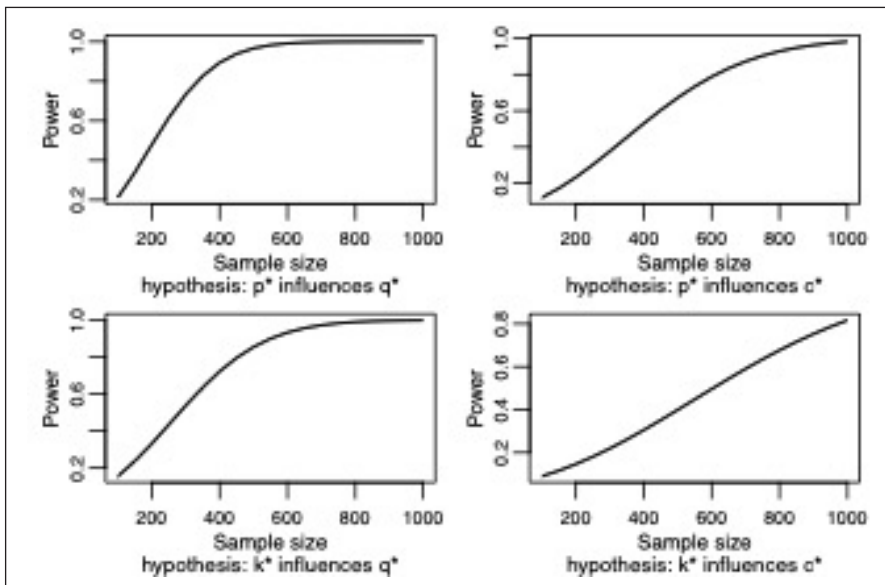 1.0
0.6
0.2
Power
200 400 600 800 1000
Sample size
hypothesis: p* influences q*
1.0
0.6
0.2
Power
200 400 600 800 1000
Sample size
hypothesis: p* influences c*
1.0
0.6
0.2
Power
200 400 600 800 1000
Sample size
hypothesis: k* influences q*
0.8
0.6
0.4
0.2
Power
200 400 600 800 1000
Sample size
hypothesis: k* influences c*